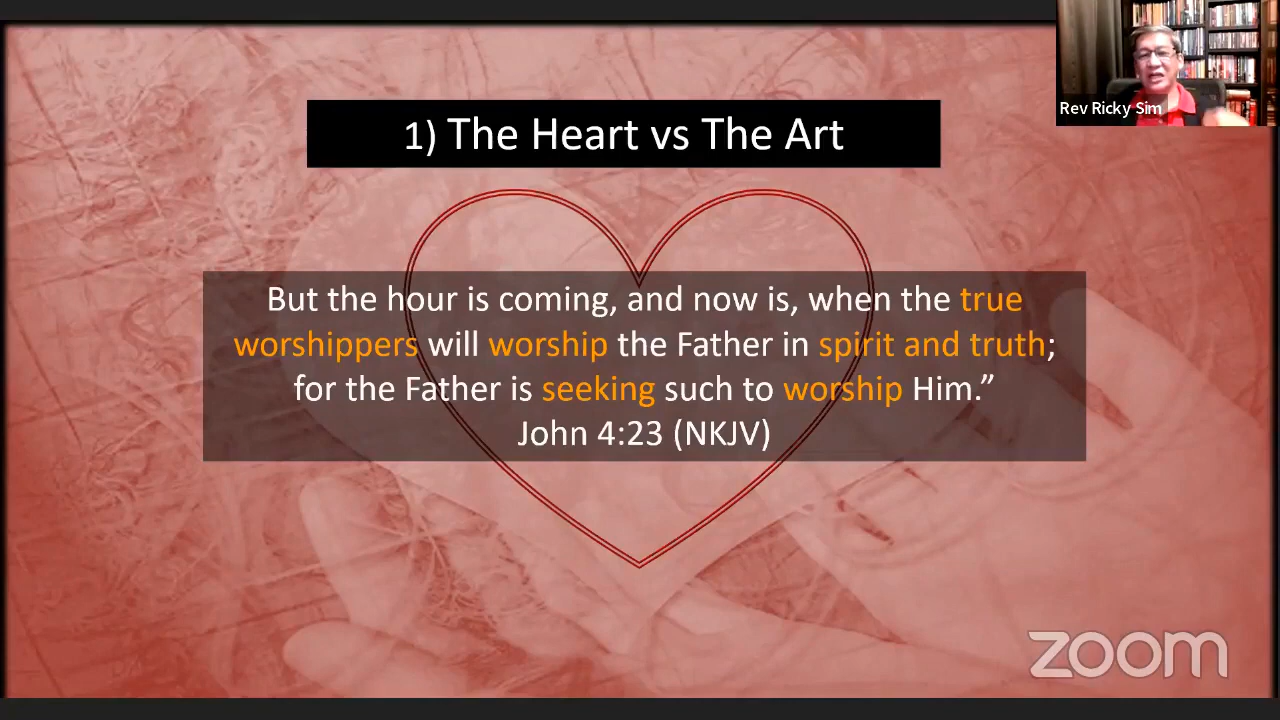 Rev Ricky Sim
1) The Heart vs The Art
But the hour is coming, and now is, when the true
worshippers will worship the Father in spirit and truth;
for the Father is seeking such to worship Him.”
John 4:23 (NKJV)
zoom